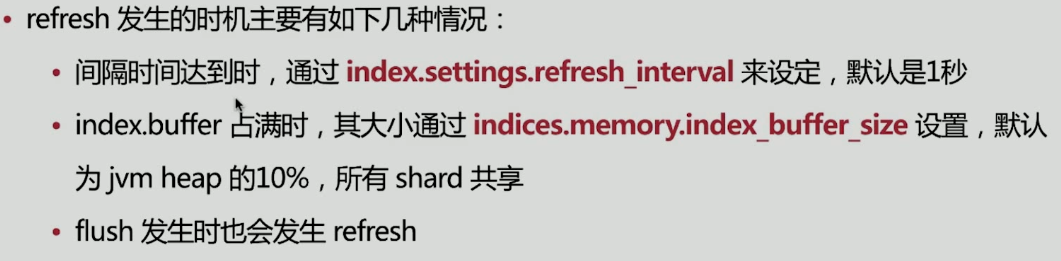 • refresh 发生的时机主要有如下几种情况：
• 间隔时间达到时，通过 index.settings.refresh_interval 来设定，默认是1秒
• index.buffer 占满时，其大小通过 indices.memory.index_buffer_size 设置，默认
为 jvm heap 的10%，所有 shard 共享
• flush 发生时也会发生 refresh